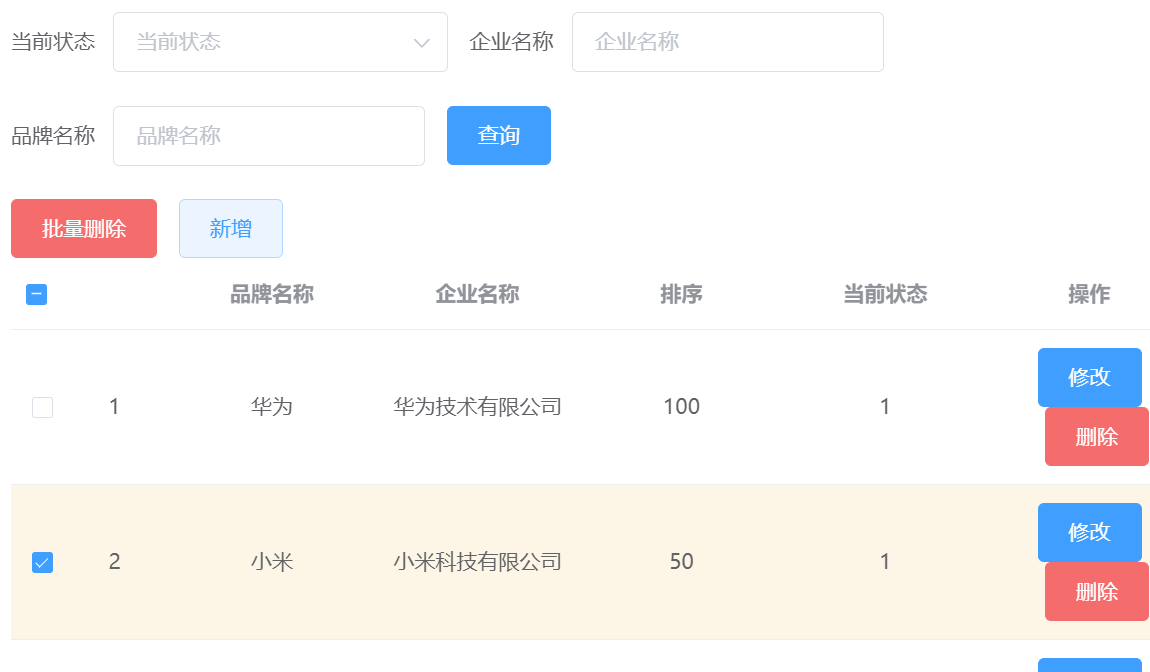 当前状态 当前状态 企业名称 企业名称
品牌名称 品牌名称 查询
批量删除 新增
品牌名称 企业名称 排序 当前状态 操作
修改
1 华为 华为技术有限公司 100 1
删除
修改
2 小米 小米科技有限公司 50 1
删除